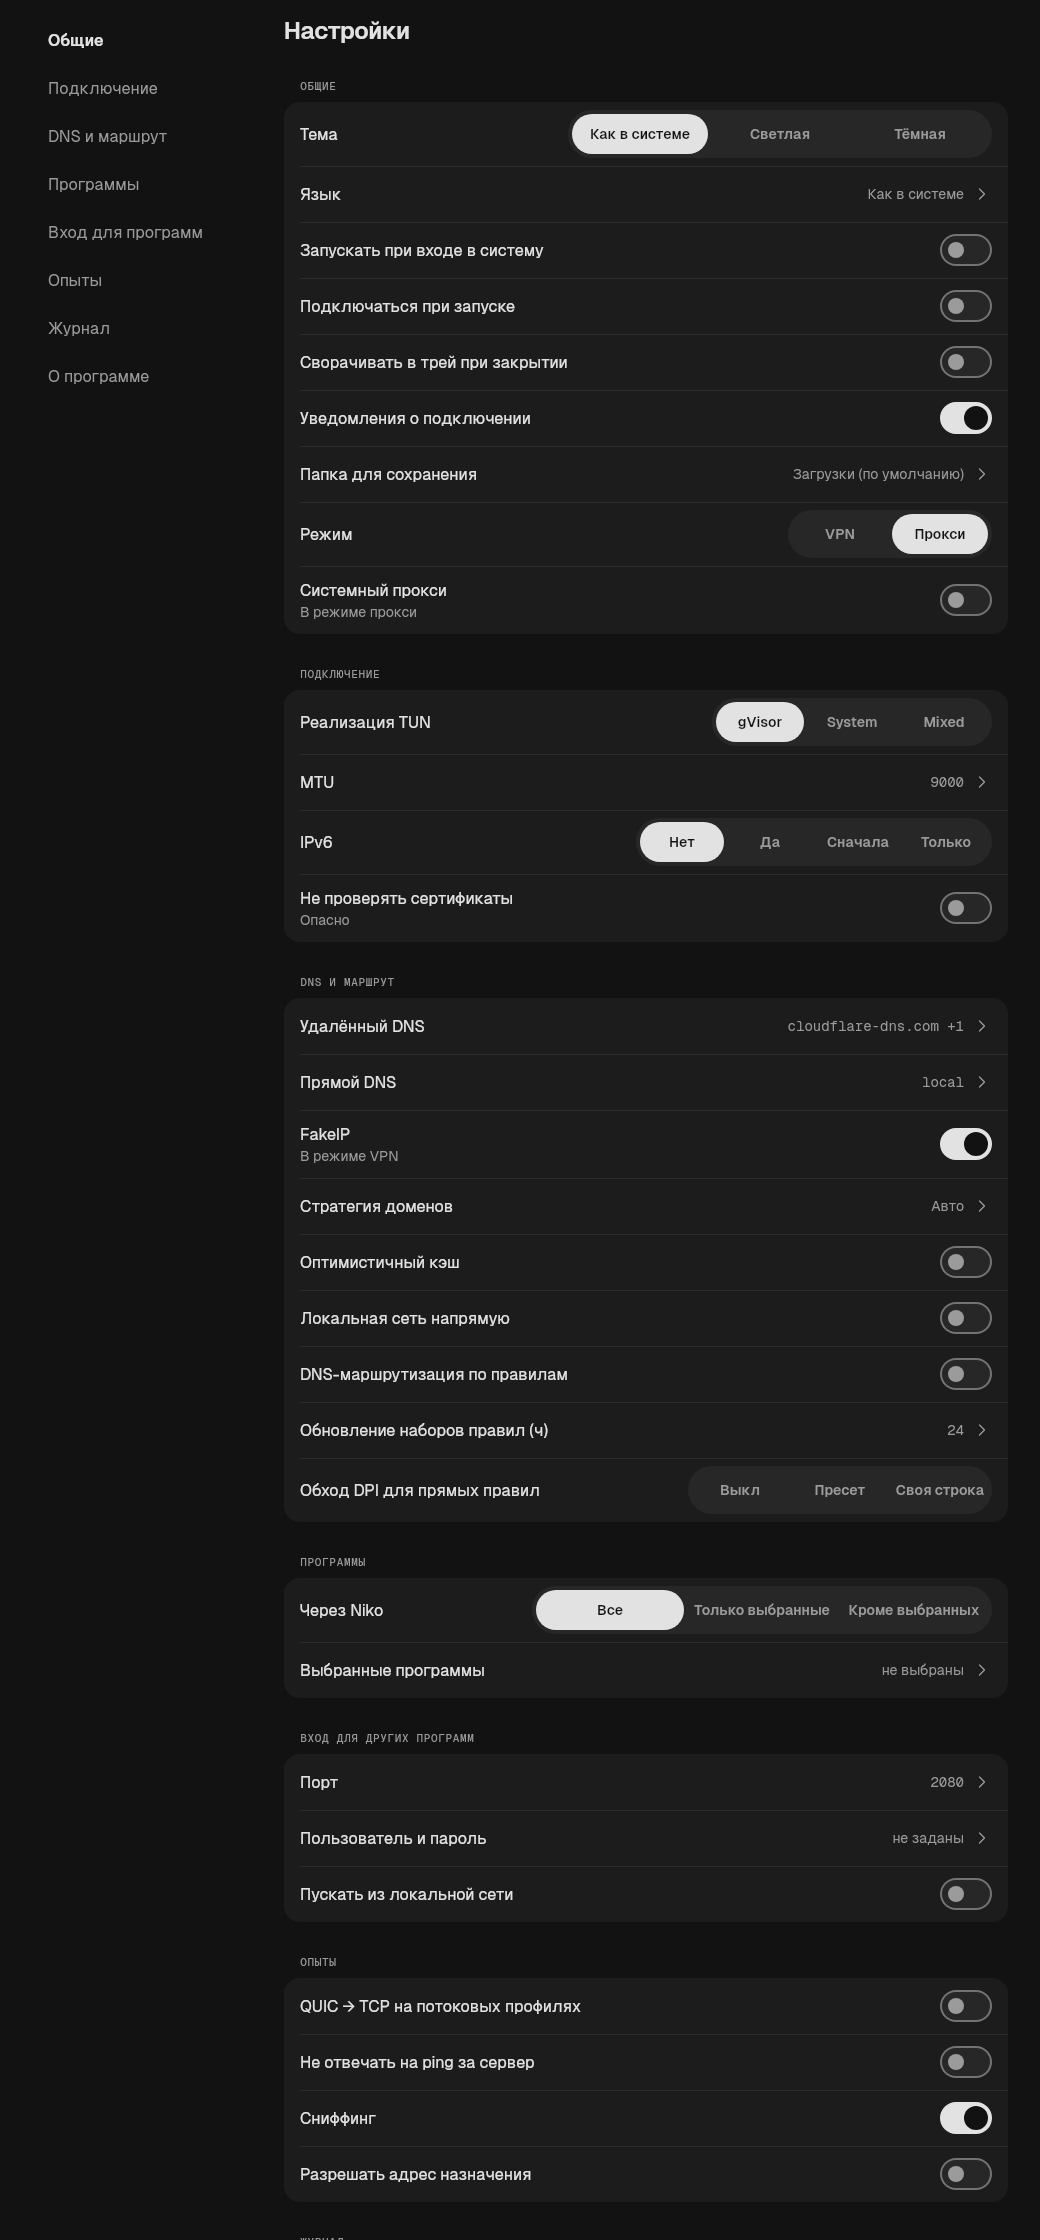 Общие
Подключение
DNS и маршрут
Программы
Вход для программ
Опыты
Журнал
О программе
Настройки
ОБЩИЕ
Тема Как в системе Светлая Тёмная
Язык Как в системе
Запускать при входе в систему
Подключаться при запуске
Сворачивать в трей при закрытии
Уведомления о подключении
Папка для сохранения Загрузки (по умолчанию)
Режим VPN Прокси
Системный прокси
В режиме прокси
ПОДКЛЮЧЕНИЕ
Реализация TUN gVisor System Mixed
MTU 9000
IPv6 Нет Да Сначала Только
Не проверять сертификаты
Опасно
DNS И МАРШРУТ
Удалённый DNS cloudflare-dns.com +1
Прямой DNS local
FakeIP
В режиме VPN
Стратегия доменов Авто
Оптимистичный кэш
Локальная сеть напрямую
DNS-маршрутизация по правилам
Обновление наборов правил (ч) 24
Обход DPI для прямых правил Выкл Пресет Своя строка
ПРОГРАММЫ
Через Niko Все Только выбранные Кроме выбранных
Выбранные программы не выбраны
ВХОД ДЛЯ ДРУГИХ ПРОГРАММ
Порт 2080
Пользователь и пароль не заданы
Пускать из локальной сети
ОПЫТЫ
QUIC → TCP на потоковых профилях
Не отвечать на ping за сервер
Сниффинг
Разрешать адрес назначения